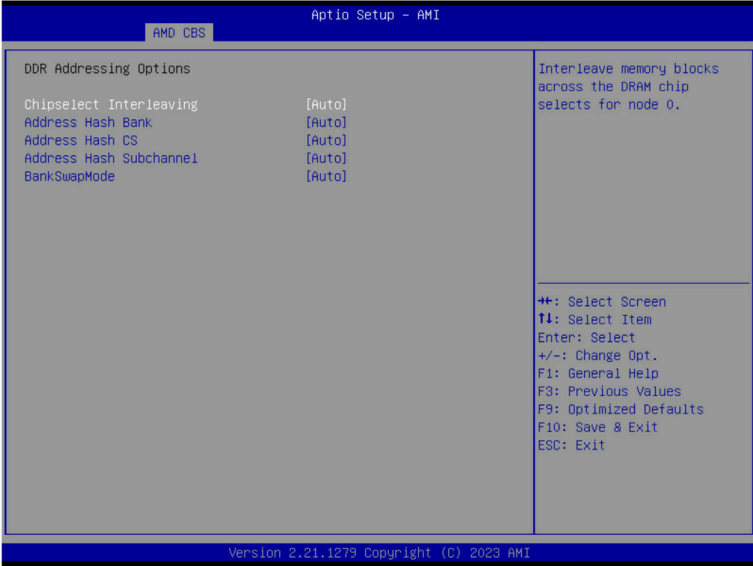 Aptio Setup – AMI
AMD CBS
DDR Addressing Options
Chipselect Interleaving [Auto]
Address Hash Bank [Auto]
Address Hash CS [Auto]
Address Hash Subchannel [Auto]
BankSwapMode [Auto]
Interleave memory blocks
across the DRAM chip
selects for node 0.
→←: Select Screen
↑↓: Select Item
Enter: Select
+/-: Change Opt.
F1: General Help
F3: Previous Values
F9: Optimized Defaults
F10: Save & Exit
ESC: Exit
Version 2.21.1279 Copyright (C) 2023 AMI